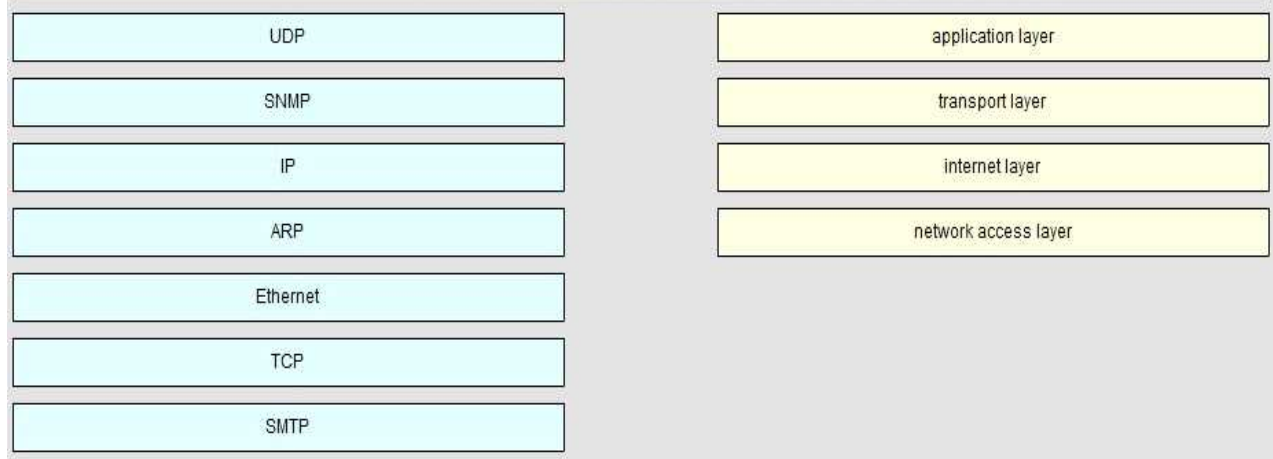 UDP
SNMP
IP
ARP
Ethernet
TCP
SMTP
application layer
transport layer
internet layer
network access layer